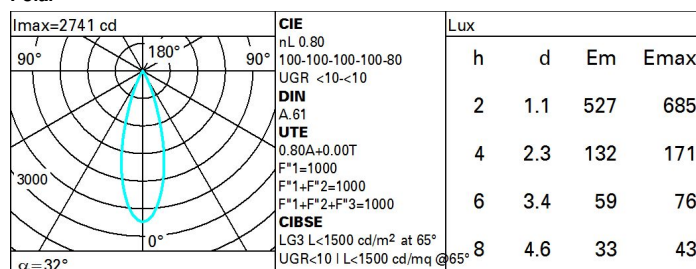 Imax=2741 cd
90° 180° 90°
3000
0°
α=32°
CIE
nL 0.80
100-100-100-100-80
UGR <10-<10
DIN
A.61
UTE
0.80A+0.00T
F"1=1000
F"1+F"2=1000
F"1+F"2+F"3=1000
CIBSE
LG3 L<1500 cd/m² at 65°
UGR<10 | L<1500 cd/mq @65°
Lux
h d Em Emax
2 1.1 527 685
4 2.3 132 171
6 3.4 59 76
8 4.6 33 43